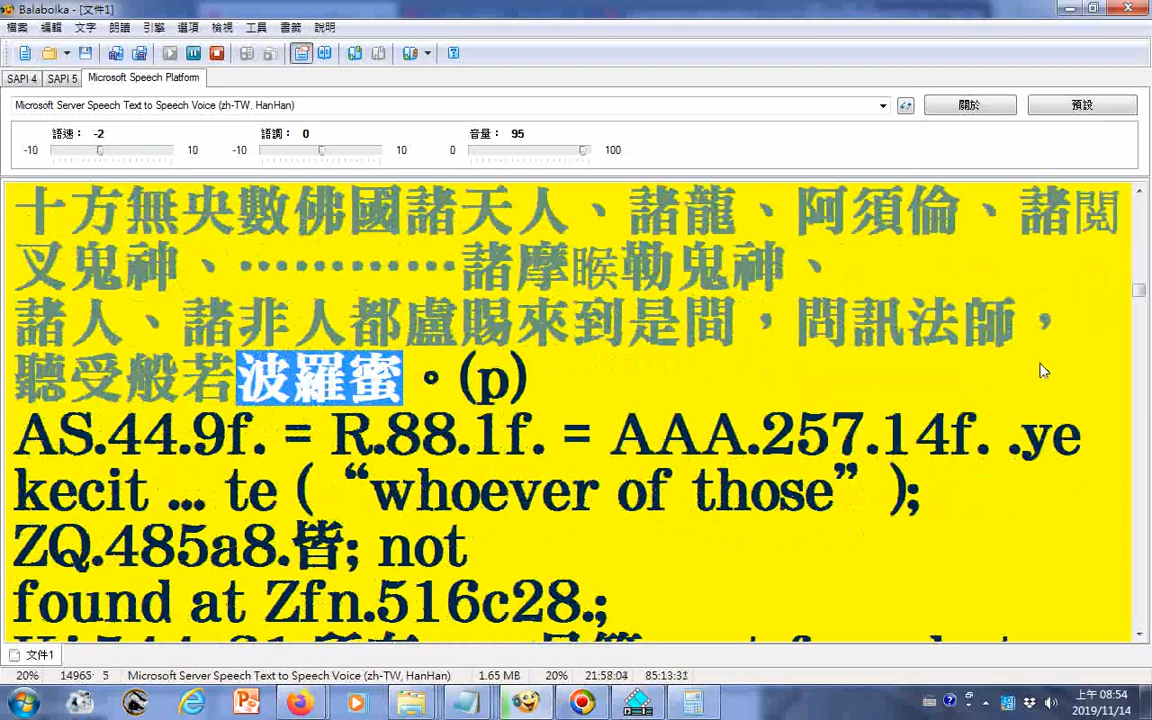 Balabolka - [文件1]
檔案 編輯 文字 朗讀 引擎 選項 檢視 工具 書籤 說明
SAPI 4 SAPI 5 Microsoft Speech Platform
Microsoft Server Speech Text to Speech Voice (zh-TW, HanHan) 關於 預設
語速： -2 語調： 0 音量： 95
-10 10 -10 10 0 100
十方無央數佛國諸天人、諸龍、阿須倫、諸閱
叉鬼神、…………諸摩睺勒鬼神、
諸人、諸非人都盧賜來到是間，問訊法師，
聽受般若波羅蜜。(p)
AS.44.9f. = R.88.1f. = AAA.257.14f. .ye
kecit ... te ( “whoever of those” );
ZQ.485a8.皆; not
found at Zfn.516c28.;
文件1
20% 14965: 5 Microsoft Server Speech Text to Speech Voice (zh-TW, HanHan) 1.65 MB 20% 21:58:04 85:13:31
上午 08:54
2019/11/14